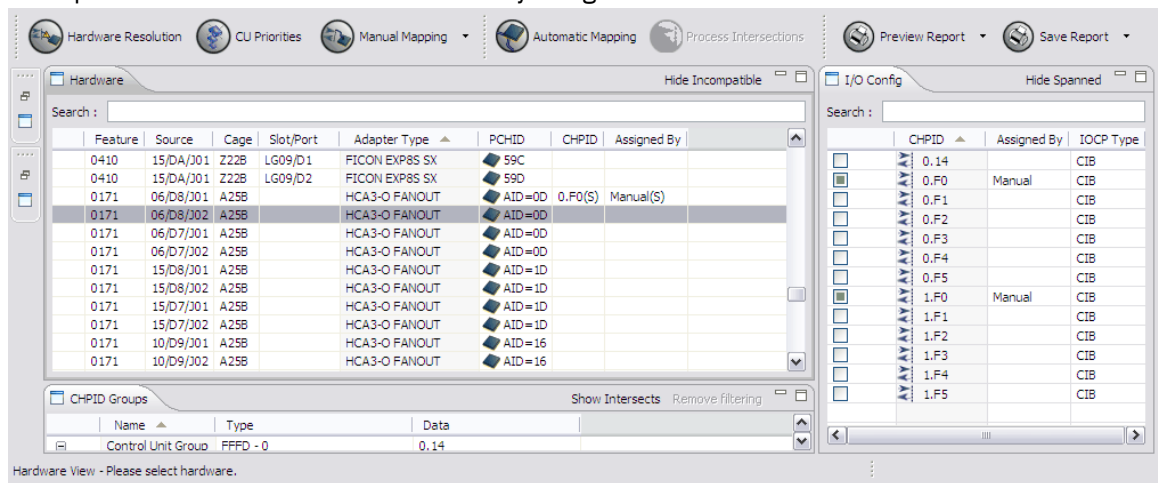 Hardware Resolution CU Priorities Manual Mapping Automatic Mapping Process Intersections Preview Report Save Report
Hardware Hide Incompatible
Search :
Feature Source Cage Slot/Port Adapter Type PCHID CHPID Assigned By
0410 15/DA/J01 Z22B LG09/D1 FICON EXP8S SX 59C
0410 15/DA/J01 Z22B LG09/D2 FICON EXP8S SX 59D
0171 06/D8/J01 A25B HCA3-O FANOUT AID=0D 0.F0(S) Manual(S)
0171 06/D8/J02 A25B HCA3-O FANOUT AID=0D
0171 06/D7/J01 A25B HCA3-O FANOUT AID=0D
0171 06/D7/J02 A25B HCA3-O FANOUT AID=0D
0171 15/D8/J01 A25B HCA3-O FANOUT AID=1D
0171 15/D8/J02 A25B HCA3-O FANOUT AID=1D
0171 15/D7/J01 A25B HCA3-O FANOUT AID=1D
0171 15/D7/J02 A25B HCA3-O FANOUT AID=1D
0171 10/D9/J01 A25B HCA3-O FANOUT AID=16
0171 10/D9/J02 A25B HCA3-O FANOUT AID=16
CHPID Groups Show Intersects Remove filtering
Name Type Data
Control Unit Group FFFD - 0 0.14
I/O Config Hide Spanned
Search :
CHPID Assigned By IOCP Type
0.14 CIB
0.F0 Manual CIB
0.F1 CIB
0.F2 CIB
0.F3 CIB
0.F4 CIB
0.F5 CIB
1.F0 Manual CIB
1.F1 CIB
1.F2 CIB
1.F3 CIB
1.F4 CIB
1.F5 CIB
Hardware View - Please select hardware.